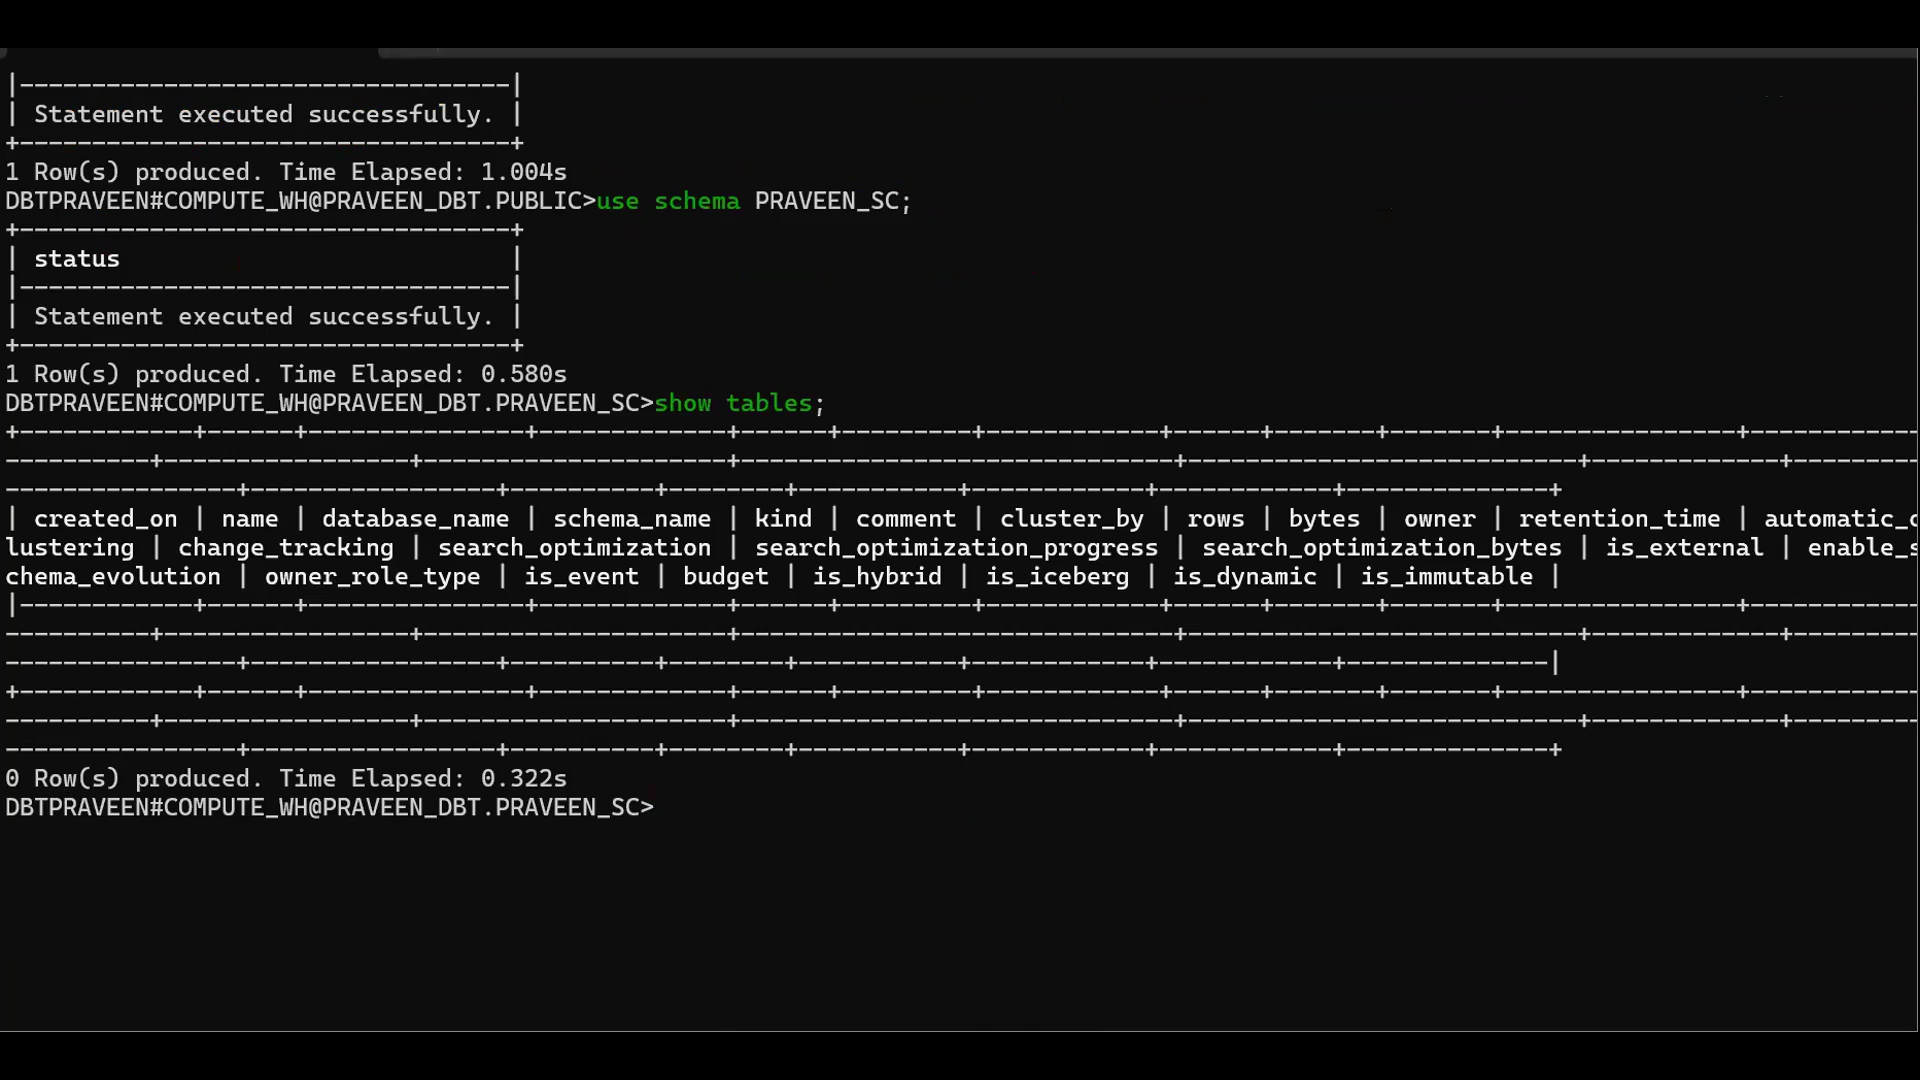 |----------------------------------|
| Statement executed successfully. |
+----------------------------------+
1 Row(s) produced. Time Elapsed: 1.004s
DBTPRAVEEN#COMPUTE_WH@PRAVEEN_DBT.PUBLIC>use schema PRAVEEN_SC;
+----------------------------------+
| status                           |
|----------------------------------|
| Statement executed successfully. |
+----------------------------------+
1 Row(s) produced. Time Elapsed: 0.580s
DBTPRAVEEN#COMPUTE_WH@PRAVEEN_DBT.PRAVEEN_SC>show tables;
+------------+------+---------------+-------------+------+---------+------------+------+-------+-------+----------------+------------
----------+-----------------+---------------------+------------------------------+---------------------------+-------------+---------
----------------+-----------------+----------+--------+-----------+------------+------------+--------------+
| created_on | name | database_name | schema_name | kind | comment | cluster_by | rows | bytes | owner | retention_time | automatic_c
lustering | change_tracking | search_optimization | search_optimization_progress | search_optimization_bytes | is_external | enable_s
chema_evolution | owner_role_type | is_event | budget | is_hybrid | is_iceberg | is_dynamic | is_immutable |
|------------+------+---------------+-------------+------+---------+------------+------+-------+-------+----------------+------------
----------+-----------------+---------------------+------------------------------+---------------------------+-------------+---------
----------------+-----------------+----------+--------+-----------+------------+------------+--------------|
+------------+------+---------------+-------------+------+---------+------------+------+-------+-------+----------------+------------
----------+-----------------+---------------------+------------------------------+---------------------------+-------------+---------
----------------+-----------------+----------+--------+-----------+------------+------------+--------------+
0 Row(s) produced. Time Elapsed: 0.322s
DBTPRAVEEN#COMPUTE_WH@PRAVEEN_DBT.PRAVEEN_SC>